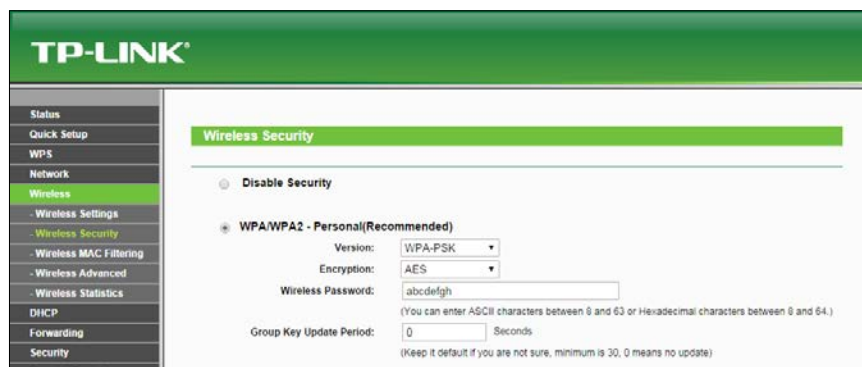 TP-LINK®
Status
Quick Setup
WPS
Network
Wireless
- Wireless Settings
- Wireless Security
- Wireless MAC Filtering
- Wireless Advanced
- Wireless Statistics
DHCP
Forwarding
Security
Wireless Security
Disable Security
WPA/WPA2 - Personal(Recommended)
Version: WPA-PSK
Encryption: AES
Wireless Password: abcdefgh
(You can enter ASCII characters between 8 and 63 or Hexadecimal characters between 8 and 64.)
Group Key Update Period: 0 Seconds
(Keep it default if you are not sure, minimum is 30, 0 means no update)